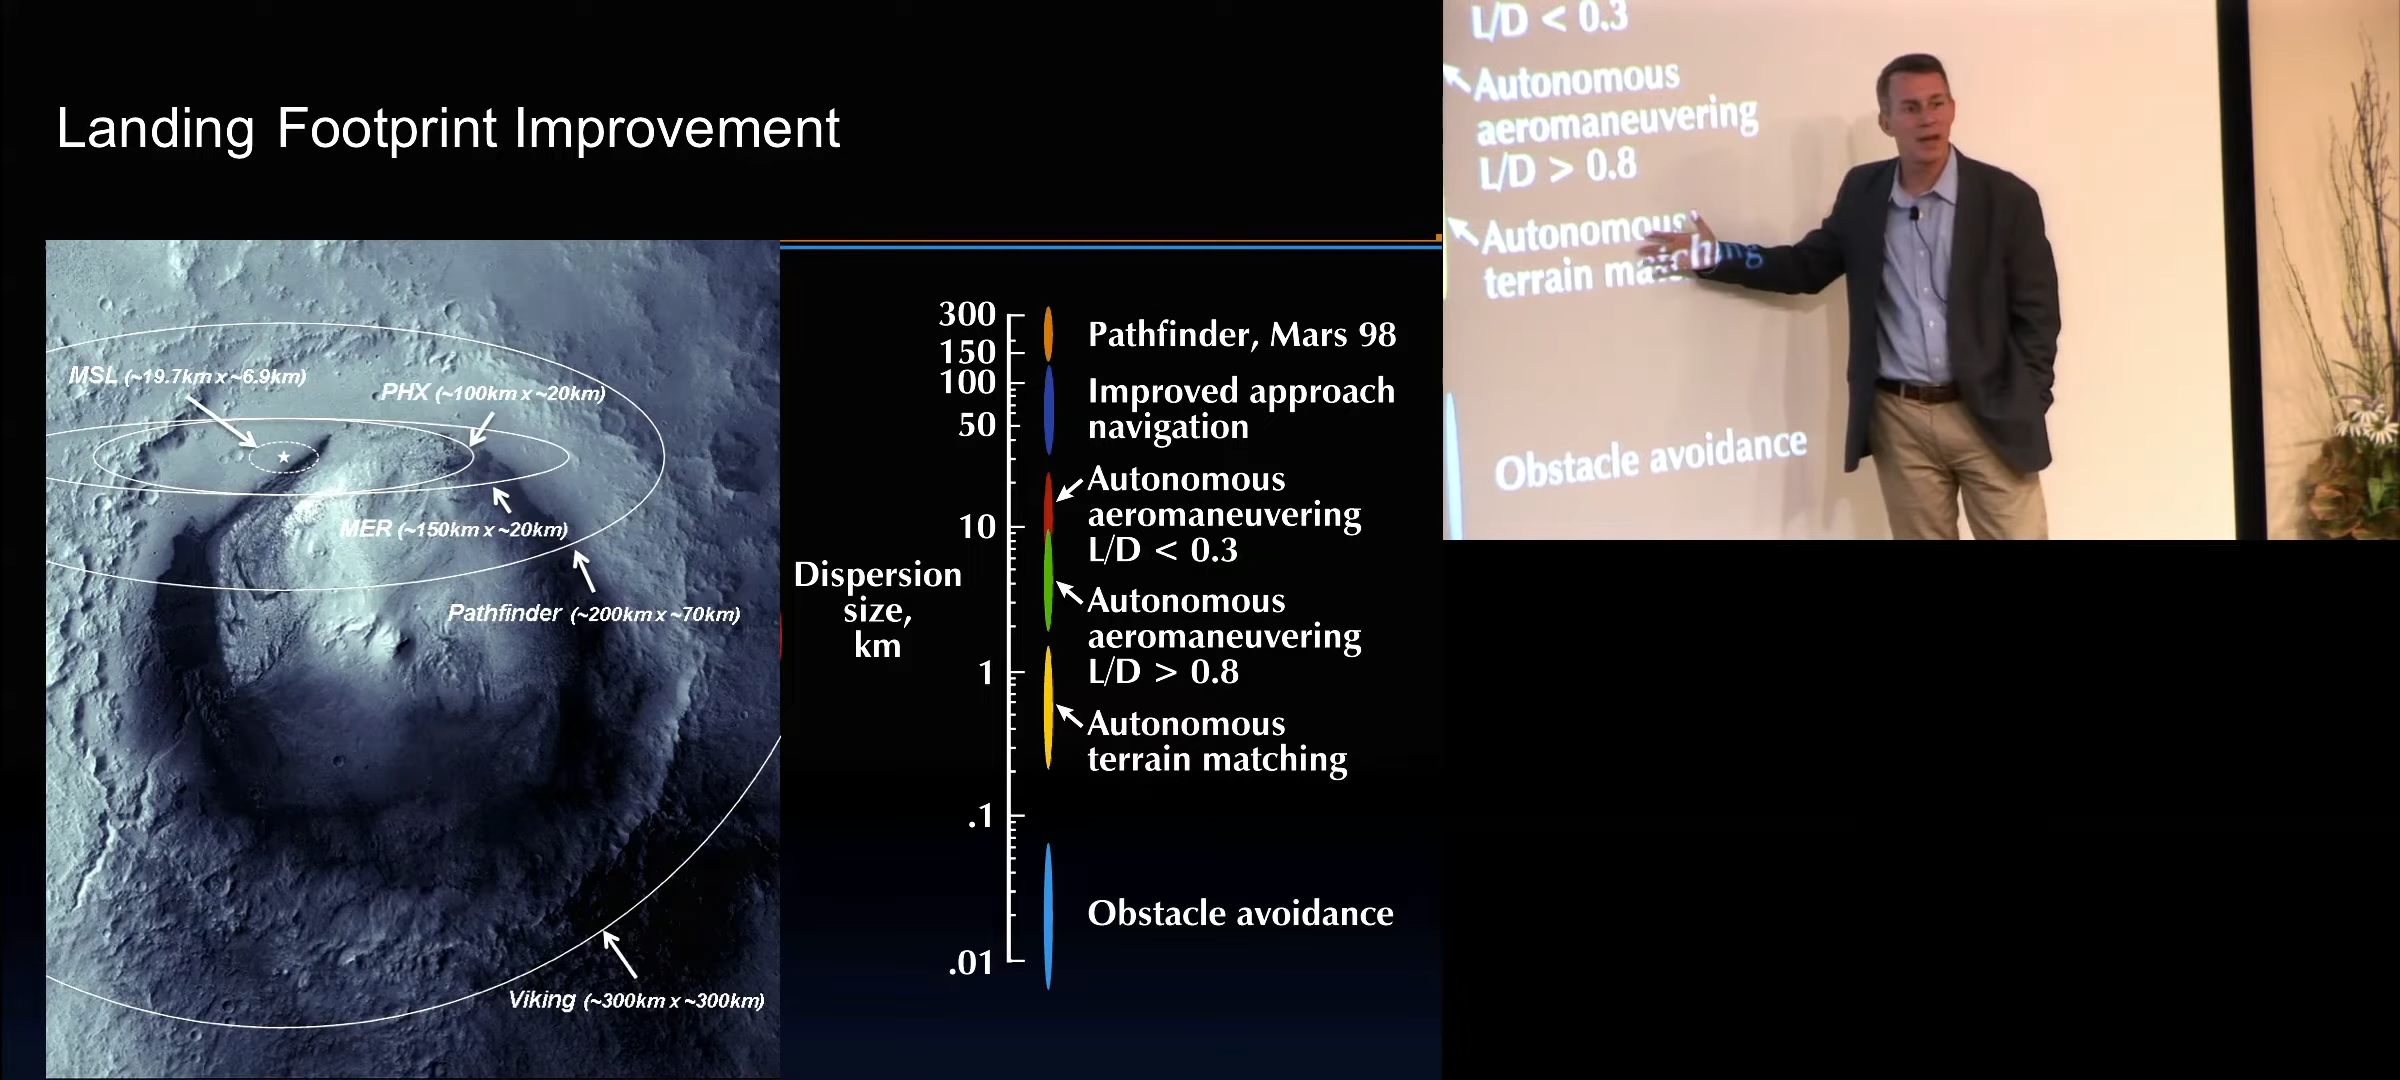 Landing Footprint Improvement
MSL (~19.7km x ~6.9km)
PHX (~100km x ~20km)
MER (~150km x ~20km)
Pathfinder (~200km x ~70km)
Viking (~300km x ~300km)
Dispersion
size,
km
300
150
100
50
10
1
.1
.01
Pathfinder, Mars 98
Improved approach
navigation
Autonomous
aeromaneuvering
L/D < 0.3
Autonomous
aeromaneuvering
L/D > 0.8
Autonomous
terrain matching
Obstacle avoidance
L/D < 0.3
Autonomous
aeromaneuvering
L/D > 0.8
Autonomous
terrain matching
Obstacle avoidance